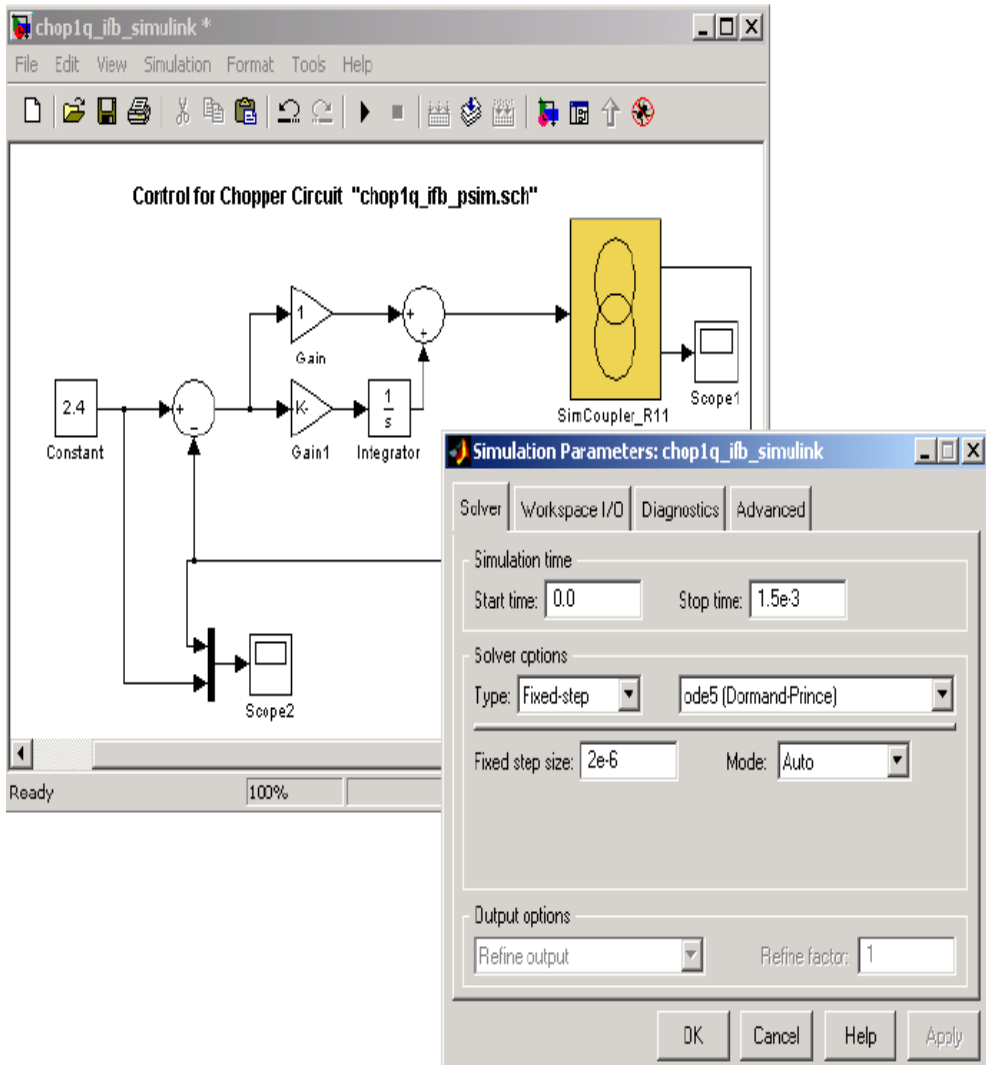 chop1q_ifb_simulink *
File Edit View Simulation Format Tools Help
Control for Chopper Circuit "chop1q_ifb_psim.sch"
1
Gain
+
+
2.4
Constant
+
−
K-
Gain1
1
s
Integrator
SimCoupler_R11
Scope1
Scope2
Ready
100%
Simulation Parameters: chop1q_ifb_simulink
Solver
Workspace I/O
Diagnostics
Advanced
Simulation time
Start time: 0.0
Stop time: 1.5e-3
Solver options
Type: Fixed-step
ode5 (Dormand-Prince)
Fixed step size: 2e-6
Mode: Auto
Output options
Refine output
Refine factor: 1
OK
Cancel
Help
Apply